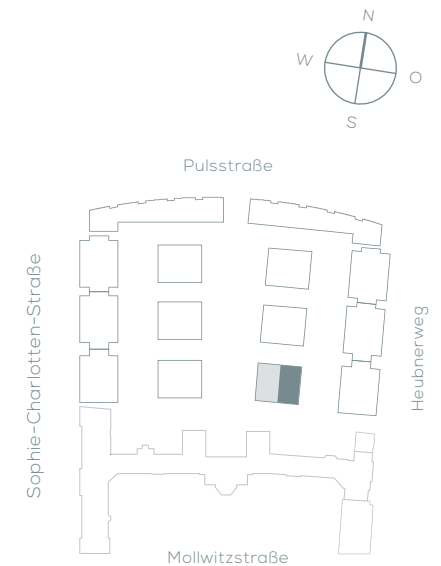 N
W
O
S
Pulsstraße
Sophie-Charlotten-Straße
Heubnerweg
Mollwitzstraße